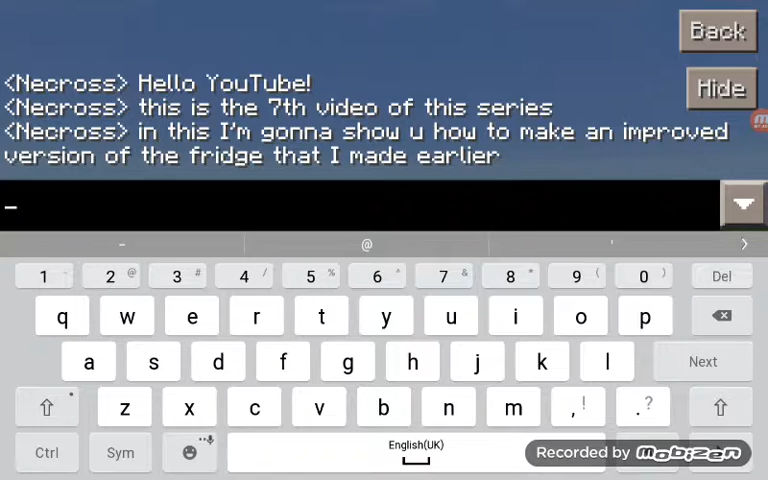 Back
<Necross> Hello YouTube!
Hide
<Necross> this is the 7th video of this series
<Necross> in this I'm gonna show u how to make an improved
version of the fridge that I made earlier
_
- @ ' >
1 - 2 @ 3 # 4 / 5 % 6 ^ 7 & 8 * 9 ( 0 ) Del
q w e r t y u i o p
a s d f g h j k l Next
z x c v b n m , ! . ?
Ctrl Sym English(UK) Recorded by mobizen